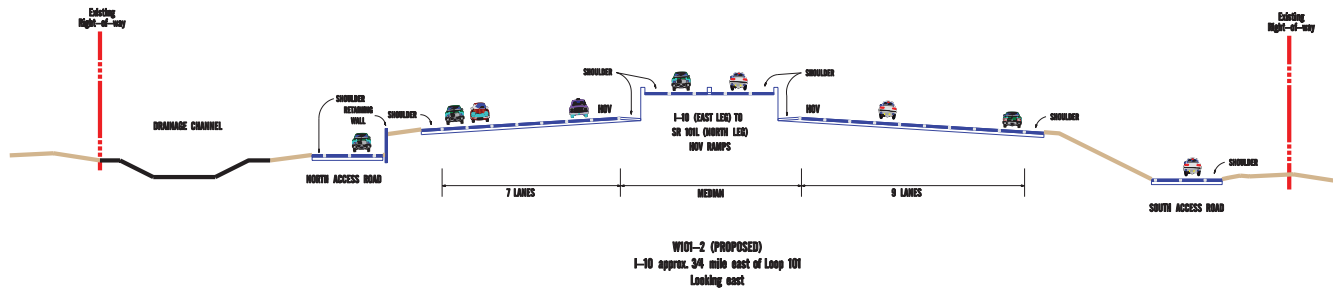 Existing
Right-of-way
Existing
Right-of-way
SHOULDER
SHOULDER
SHOULDER
SHOULDER
RETAINING
WALL
SHOULDER
HOV
HOV
SHOULDER
DRAINAGE CHANNEL
I-10 (EAST LEG) TO
SR 101L (NORTH LEG)
HOV RAMPS
SHOULDER
NORTH ACCESS ROAD
7 LANES
MEDIAN
9 LANES
SOUTH ACCESS ROAD
W101-2 (PROPOSED)
I-10 approx. 3/4 mile east of Loop 101
Looking east